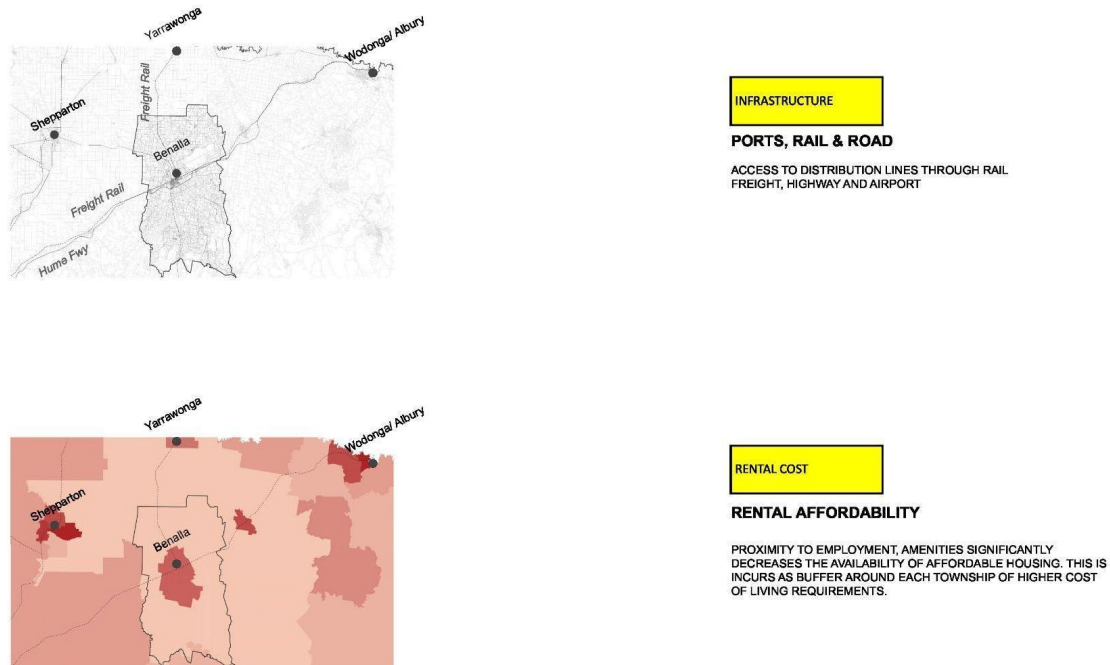 Yarrawonga
Wodonga/ Albury
Freight Rail
Shepparton
Benalla
Freight Rail
Hume Fwy
INFRASTRUCTURE
PORTS, RAIL & ROAD
ACCESS TO DISTRIBUTION LINES THROUGH RAIL
FREIGHT, HIGHWAY AND AIRPORT
Yarrawonga
Wodonga/ Albury
Shepparton
Benalla
RENTAL COST
RENTAL AFFORDABILITY
PROXIMITY TO EMPLOYMENT, AMENITIES SIGNIFICANTLY
DECREASES THE AVAILABILITY OF AFFORDABLE HOUSING. THIS IS
INCURS AS BUFFER AROUND EACH TOWNSHIP OF HIGHER COST
OF LIVING REQUIREMENTS.